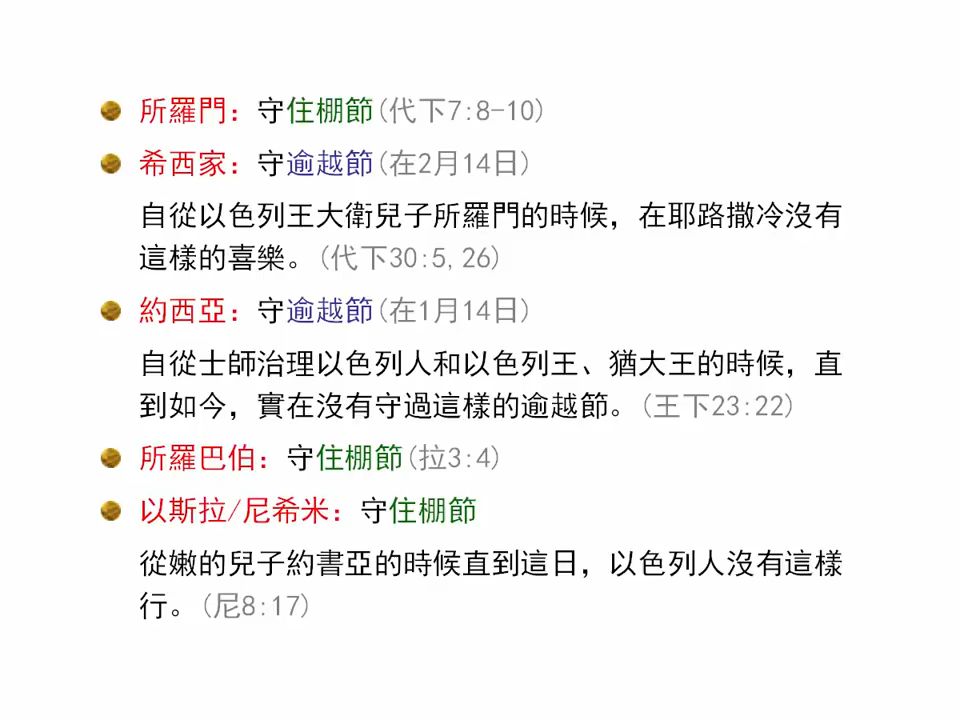 所羅門：守住棚節(代下7:8-10)
希西家：守逾越節(在2月14日)
自從以色列王大衛兒子所羅門的時候，在耶路撒冷沒有
這樣的喜樂。(代下30:5,26)
約西亞：守逾越節(在1月14日)
自從士師治理以色列人和以色列王、猶大王的時候，直
到如今，實在沒有守過這樣的逾越節。(王下23:22)
所羅巴伯：守住棚節(拉3:4)
以斯拉/尼希米：守住棚節
從嫩的兒子約書亞的時候直到這日，以色列人沒有這樣
行。(尼8:17)